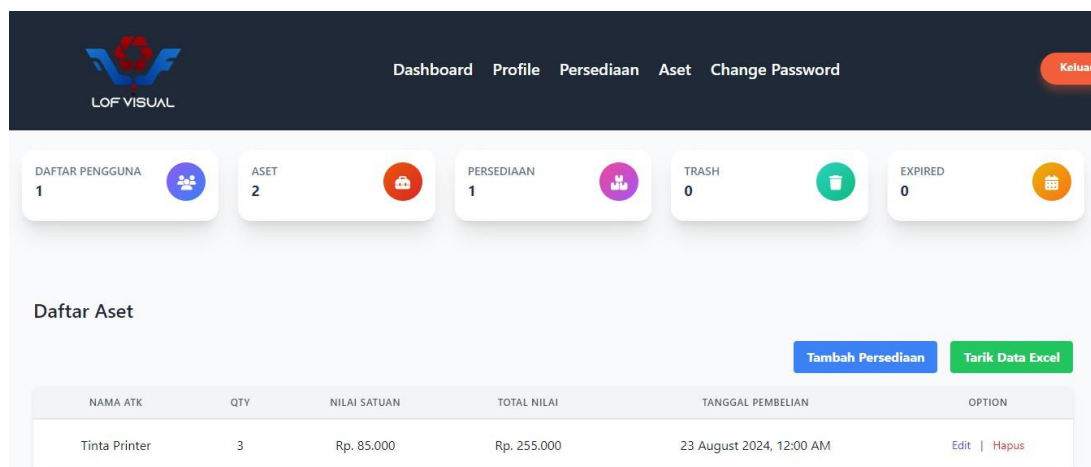 LOF VISUAL
Dashboard Profile Persediaan Aset Change Password
Keluar
DAFTAR PENGGUNA
1
ASET
2
PERSEDIAAN
1
TRASH
0
EXPIRED
0
Daftar Aset
Tambah Persediaan
Tarik Data Excel
NAMA ATK QTY NILAI SATUAN TOTAL NILAI TANGGAL PEMBELIAN OPTION
Tinta Printer 3 Rp. 85.000 Rp. 255.000 23 August 2024, 12:00 AM Edit | Hapus